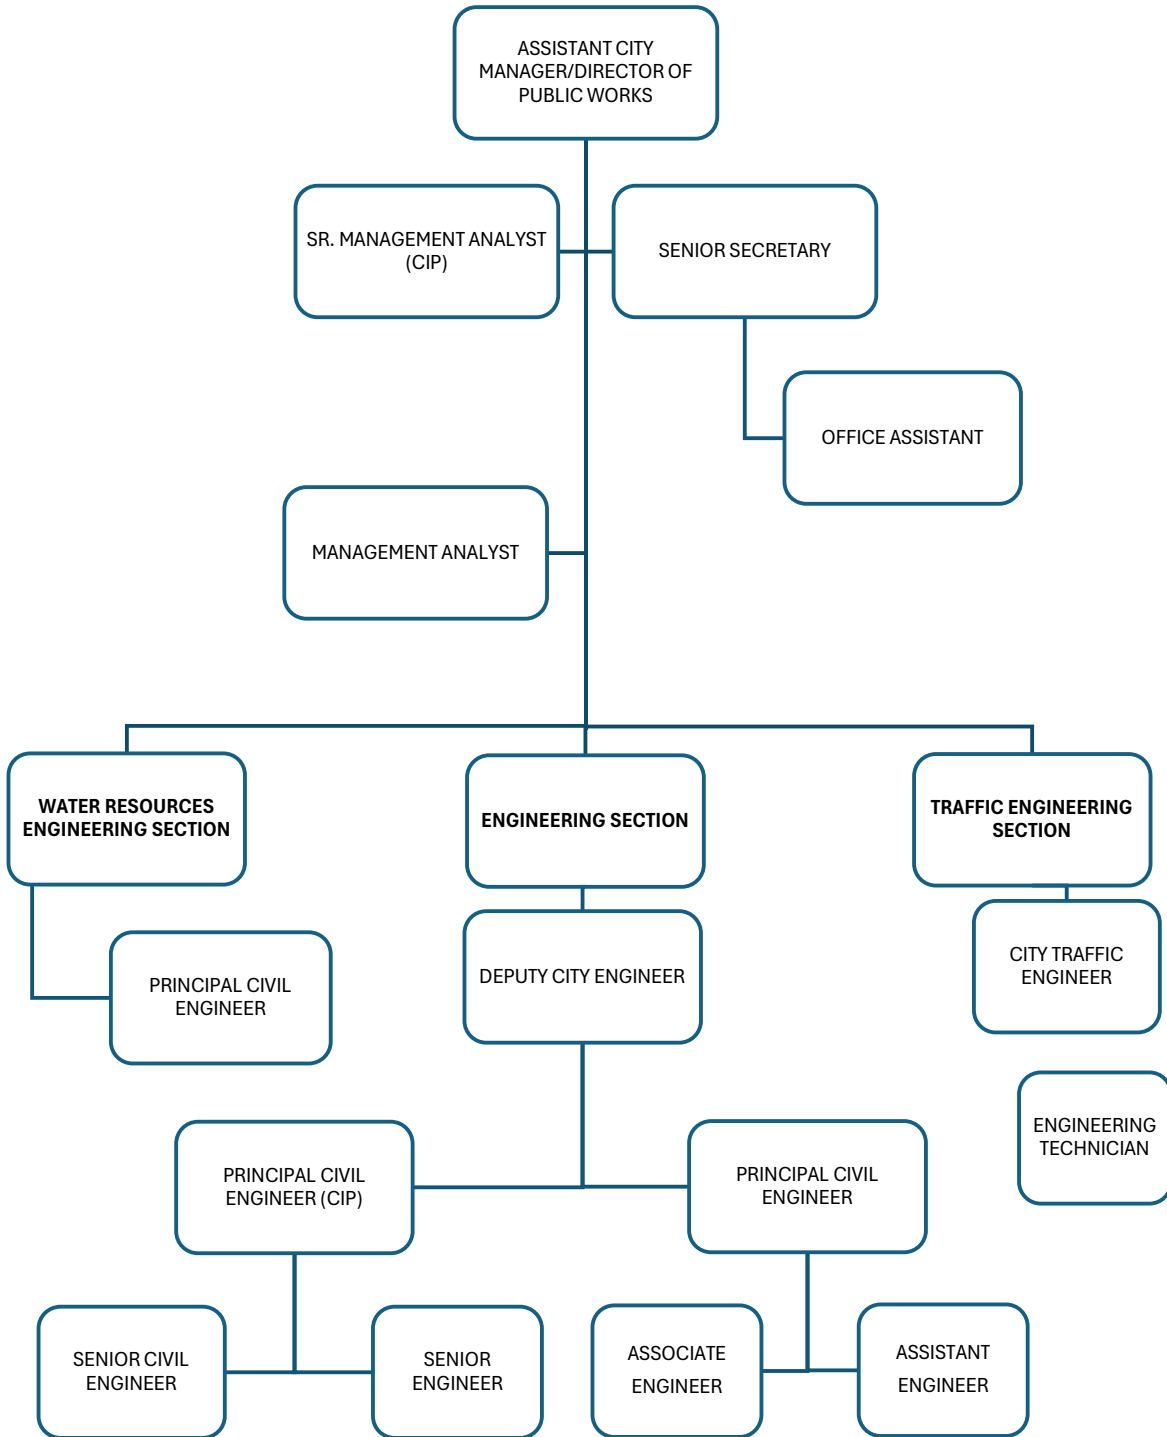 ASSISTANT CITY
MANAGER/DIRECTOR OF
PUBLIC WORKS
SR. MANAGEMENT ANALYST
(CIP)
SENIOR SECRETARY
OFFICE ASSISTANT
MANAGEMENT ANALYST
WATER RESOURCES
ENGINEERING SECTION
ENGINEERING SECTION
TRAFFIC ENGINEERING
SECTION
PRINCIPAL CIVIL
ENGINEER
DEPUTY CITY ENGINEER
CITY TRAFFIC
ENGINEER
ENGINEERING
TECHNICIAN
PRINCIPAL CIVIL
ENGINEER (CIP)
PRINCIPAL CIVIL
ENGINEER
SENIOR CIVIL
ENGINEER
SENIOR
ENGINEER
ASSOCIATE
ENGINEER
ASSISTANT
ENGINEER